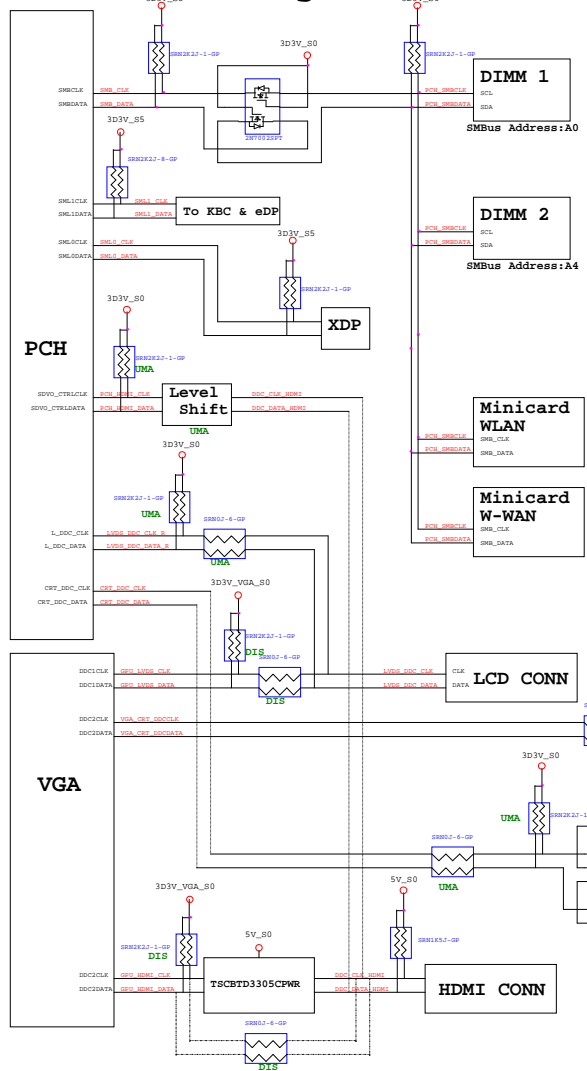 3D3V_S0
SRN2K2J-1-GP
3D3V_S0
SRN2K2J-1-GP
SMBCLK
SMB_CLK
SMBDATA
SMB_DATA
2N7002SPT
PCH_SMBCLK
SCL
PCH_SMBDATA
SDA
DIMM 1
SMBus Address:A0
3D3V_S5
SRN2K2J-8-GP
SML1CLK
SML1_CLK
SML1DATA
SML1_DATA
To KBC & eDP
DIMM 2
PCH_SMBCLK
SCL
PCH_SMBDATA
SDA
SMBus Address:A4
SML0CLK
SML0_CLK
SML0DATA
SML0_DATA
3D3V_S5
SRN2K2J-1-GP
XDP
PCH
3D3V_S0
SRN2K2J-1-GP
UMA
SDVO_CTRLCLK
PCH_HDMI_CLK
SDVO_CTRLDATA
PCH_HDMI_DATA
Level
Shift
UMA
DDC_CLK_HDMI
DDC_DATA_HDMI
Minicard
WLAN
PCH_SMBCLK
SMB_CLK
PCH_SMBDATA
SMB_DATA
3D3V_S0
SRN2K2J-1-GP
UMA
SRN0J-6-GP
UMA
L_DDC_CLK
LVDS_DDC_CLK_R
L_DDC_DATA
LVDS_DDC_DATA_R
Minicard
W-WAN
PCH_SMBCLK
SMB_CLK
PCH_SMBDATA
SMB_DATA
CRT_DDC_CLK
CRT_DDC_CLK
CRT_DDC_DATA
CRT_DDC_DATA
3D3V_VGA_S0
SRN2K2J-1-GP
DIS
SRN0J-6-GP
DIS
DDC1CLK
GPU_LVDS_CLK
DDC1DATA
GPU_LVDS_DATA
LVDS_DDC_CLK
CLK
LVDS_DDC_DATA
DATA
LCD CONN
DDC2CLK
VGA_CRT_DDCCLK
DDC2DATA
VGA_CRT_DDCDATA
VGA
3D3V_S0
UMA
SRN2K2J-1
SRN0J-6-GP
UMA
3D3V_VGA_S0
SRN2K2J-1-GP
DIS
5V_S0
TSCBTD3305CPWR
5V_S0
SRN1K5J-GP
DDC2CLK
GPU_HDMI_CLK
DDC2DATA
GPU_HDMI_DATA
DDC_CLK_HDMI
DDC_DATA_HDMI
HDMI CONN
SRN0J-6-GP
DIS